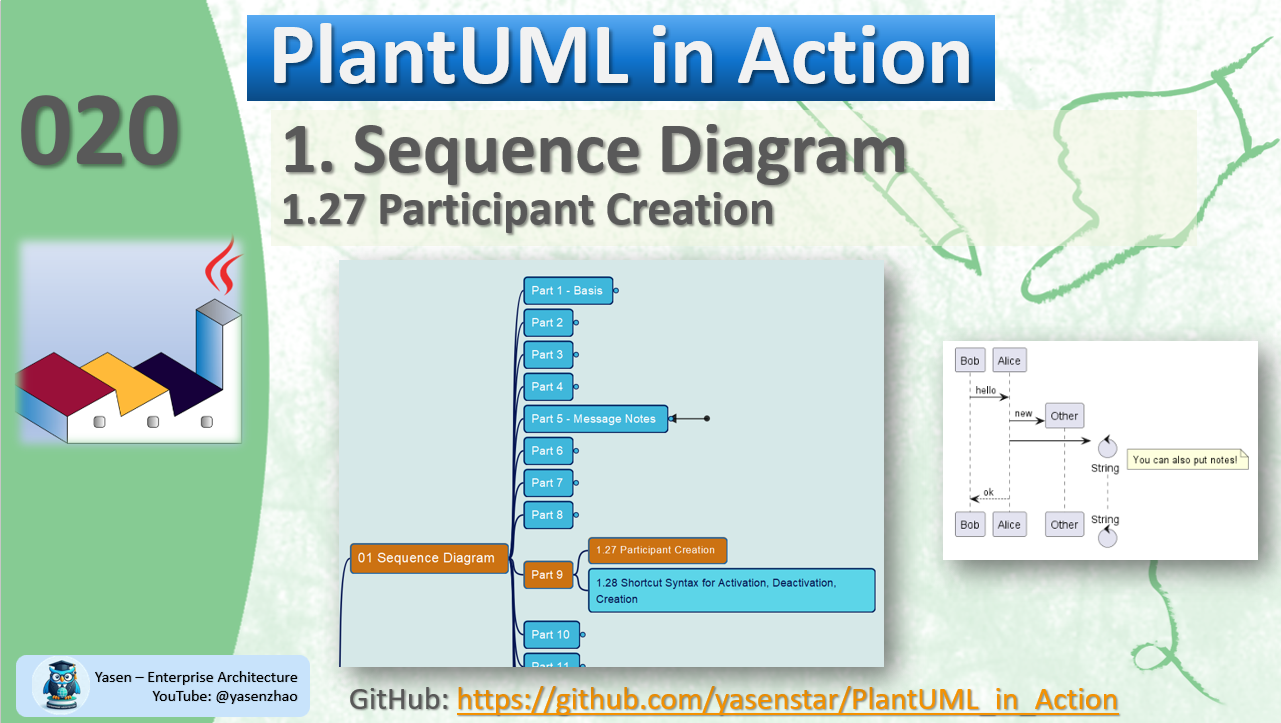 PlantUML in Action
020
1. Sequence Diagram
1.27 Participant Creation
Part 1 - Basis
Part 2
Part 3
Part 4
Part 5 - Message Notes
Part 6
Part 7
Part 8
01 Sequence Diagram
Part 9
1.27 Participant Creation
1.28 Shortcut Syntax for Activation, Deactivation,
Creation
Part 10
Part 11
Bob Alice
hello
new
Other
String
You can also put notes!
ok
Bob Alice Other String
Yasen – Enterprise Architecture
YouTube: @yasenzhao
GitHub: https://github.com/yasenstar/PlantUML_in_Action